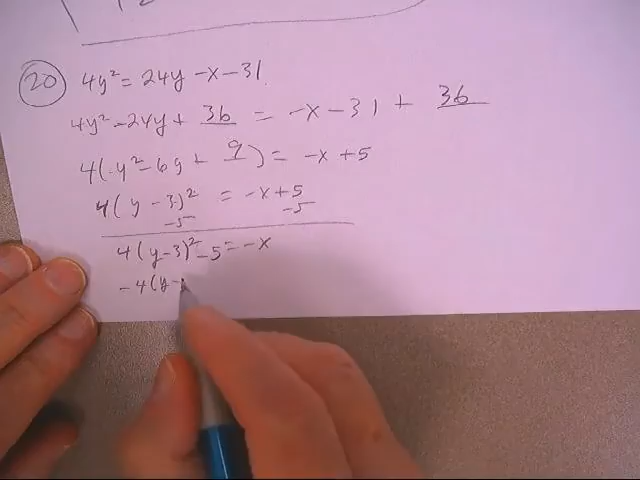 20 4y² = 24y - x - 31
4y² - 24y + 36 = -x - 31 + 36
4(y² - 6y + 9) = -x + 5
4(y - 3)² = -x + 5
-5 -5
4(y - 3)² - 5 = -x
-4(y -